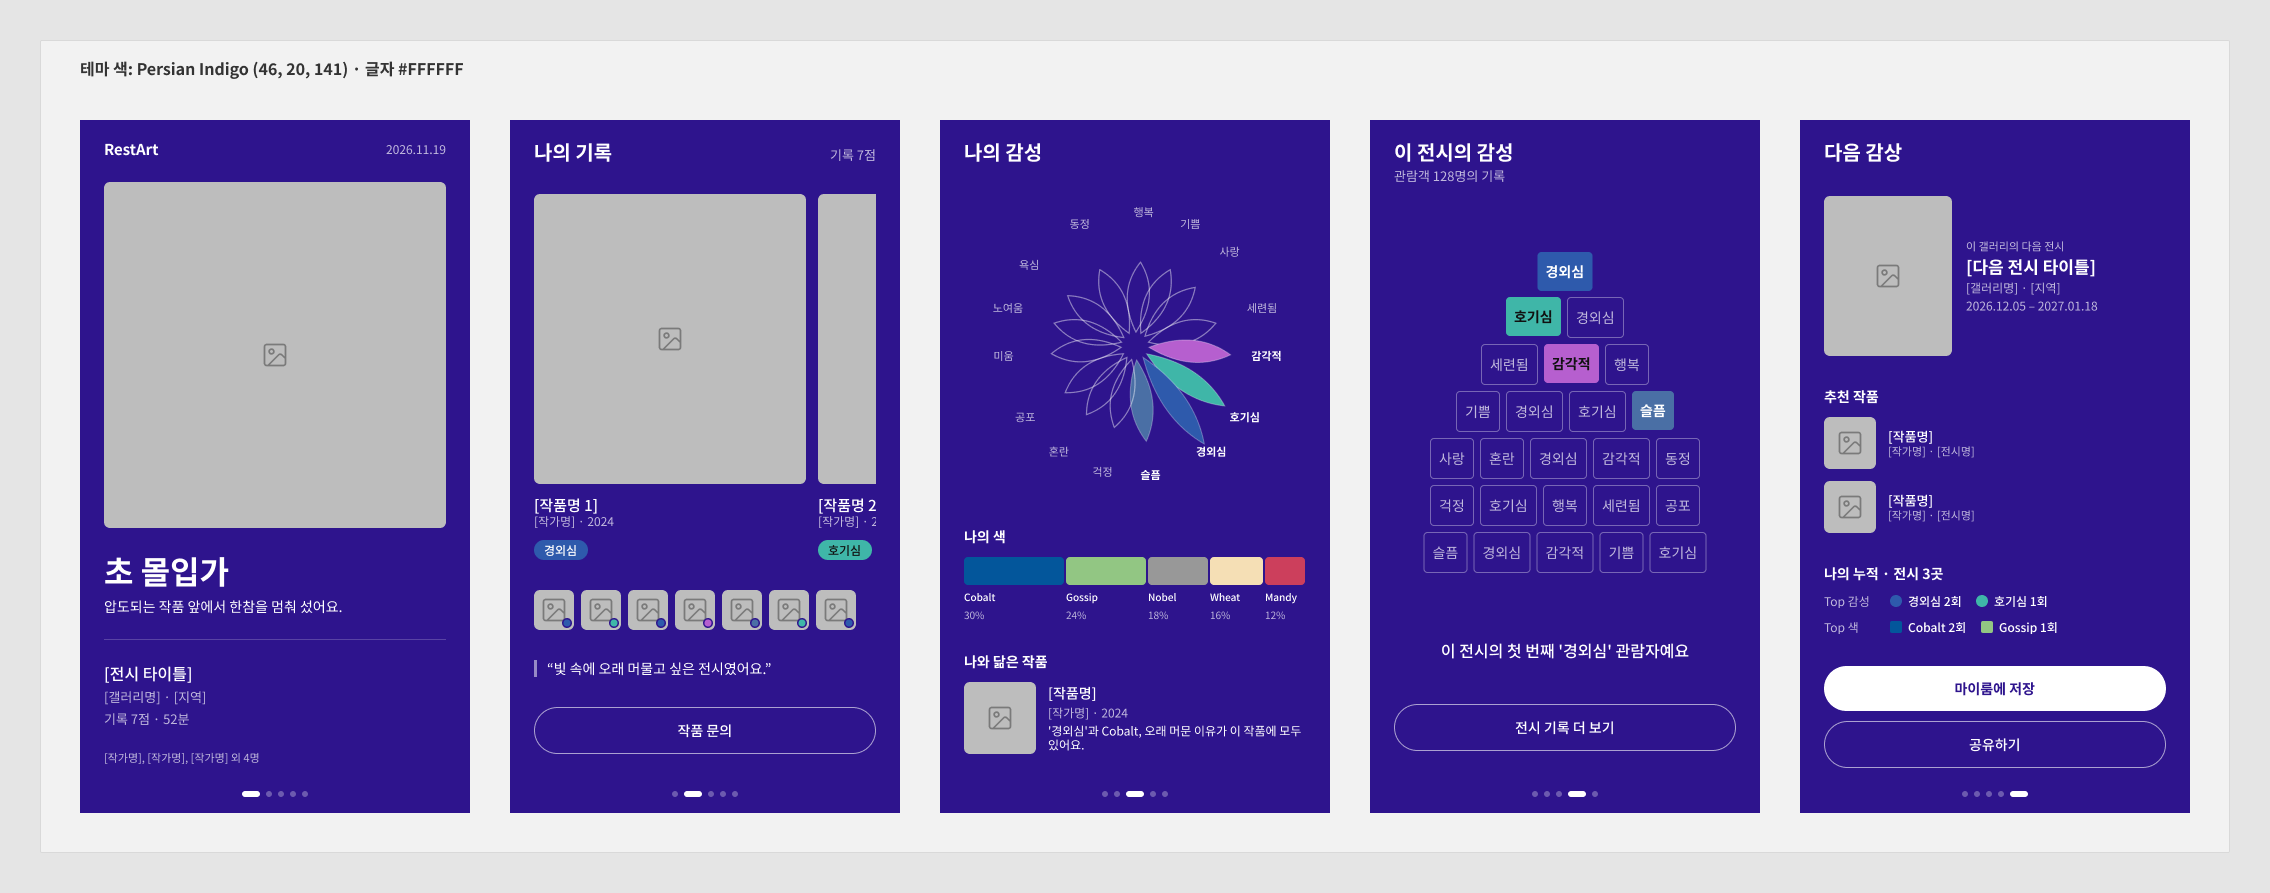 테마 색: Persian Indigo (46, 20, 141) · 글자 #FFFFFF
RestArt
2026.11.19
초 몰입가
압도되는 작품 앞에서 한참을 멈춰 섰어요.
[전시 타이틀]
[갤러리명] · [지역]
기록 7점 · 52분
[작가명], [작가명], [작가명] 외 4명
나의 기록
기록 7점
[작품명 1]
[작가명] · 2024
경외심
[작품명 2
[작가명] · 2
호기심
“빛 속에 오래 머물고 싶은 전시였어요.”
작품 문의
나의 감성
행복
기쁨
사랑
세련됨
감각적
호기심
경외심
슬픔
걱정
혼란
공포
미움
노여움
욕심
동정
나의 색
Cobalt
30%
Gossip
24%
Nobel
18%
Wheat
16%
Mandy
12%
나와 닮은 작품
[작품명]
[작가명] · 2024
'경외심'과 Cobalt, 오래 머문 이유가 이 작품에 모두
있어요.
이 전시의 감성
관람객 128명의 기록
경외심
호기심 경외심
세련됨 감각적 행복
기쁨 경외심 호기심 슬픔
사랑 혼란 경외심 감각적 동정
걱정 호기심 행복 세련됨 공포
슬픔 경외심 감각적 기쁨 호기심
이 전시의 첫 번째 '경외심' 관람자예요
전시 기록 더 보기
다음 감상
이 갤러리의 다음 전시
[다음 전시 타이틀]
[갤러리명] · [지역]
2026.12.05 – 2027.01.18
추천 작품
[작품명]
[작가명] · [전시명]
[작품명]
[작가명] · [전시명]
나의 누적 · 전시 3곳
Top 감성 경외심 2회 호기심 1회
Top 색 Cobalt 2회 Gossip 1회
마이룸에 저장
공유하기